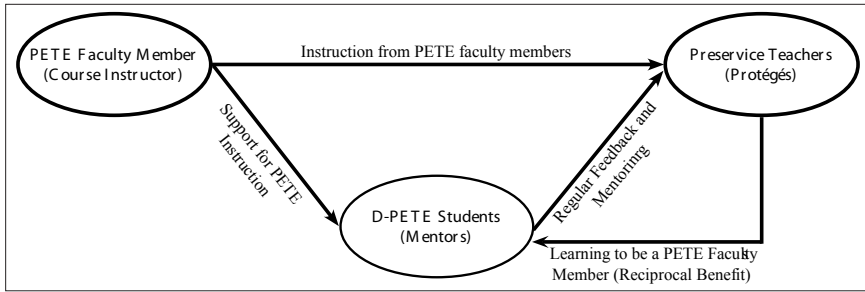 PETE Faculty Member
(Course Instructor)
Instruction from PETE faculty members
Preservice Teachers
(Protégés)
Support for PETE
Instruction
Regular Feedback and
Mentorinrg
D-PETE Students
(Mentors)
Learning to be a PETE Faculty
Member (Reciprocal Benefit)